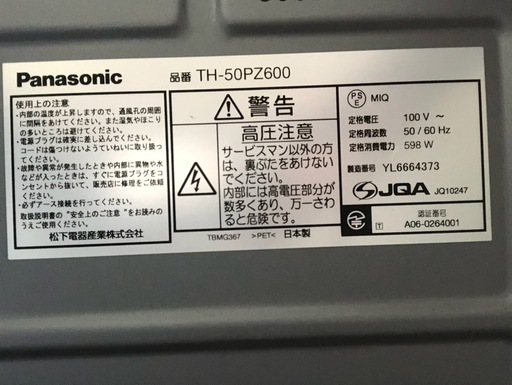 Panasonic 品番 TH-50PZ600
使用上の注意
・内部の温度が上昇しますので、通風孔の周囲
に間隔をあけてください。また湿気やほこり
の多いところは避けてください。
・電源プラグは確実に差し込んでください。
コードは傷つけないようていねいに取り扱っ
てください。
・故障や異常が発生したときや内部に異物や水
などが入ったときは、すぐに電源プラグをコ
ンセントから抜いて、販売店に修理をご依頼
ください。
・必ずアース接続を行ってください。
取扱説明書の“安全上のご注意”をお読みの
うえご使用ください。
松下電器産業株式会社
警告
高圧注意
サービスマン以外の方
は、裏ぶたをあけない
でください。
内部には高電圧部分が
数多くあり、万一さわ
ると危険です。
TBMG367 >PET< 日本製
PS
E MIQ
定格電圧 100 V ~
定格周波数 50 / 60 Hz
定格消費電力 598 W
製造番号 YL6664373
JQA JQ10247
T 認証番号
A06-0264001